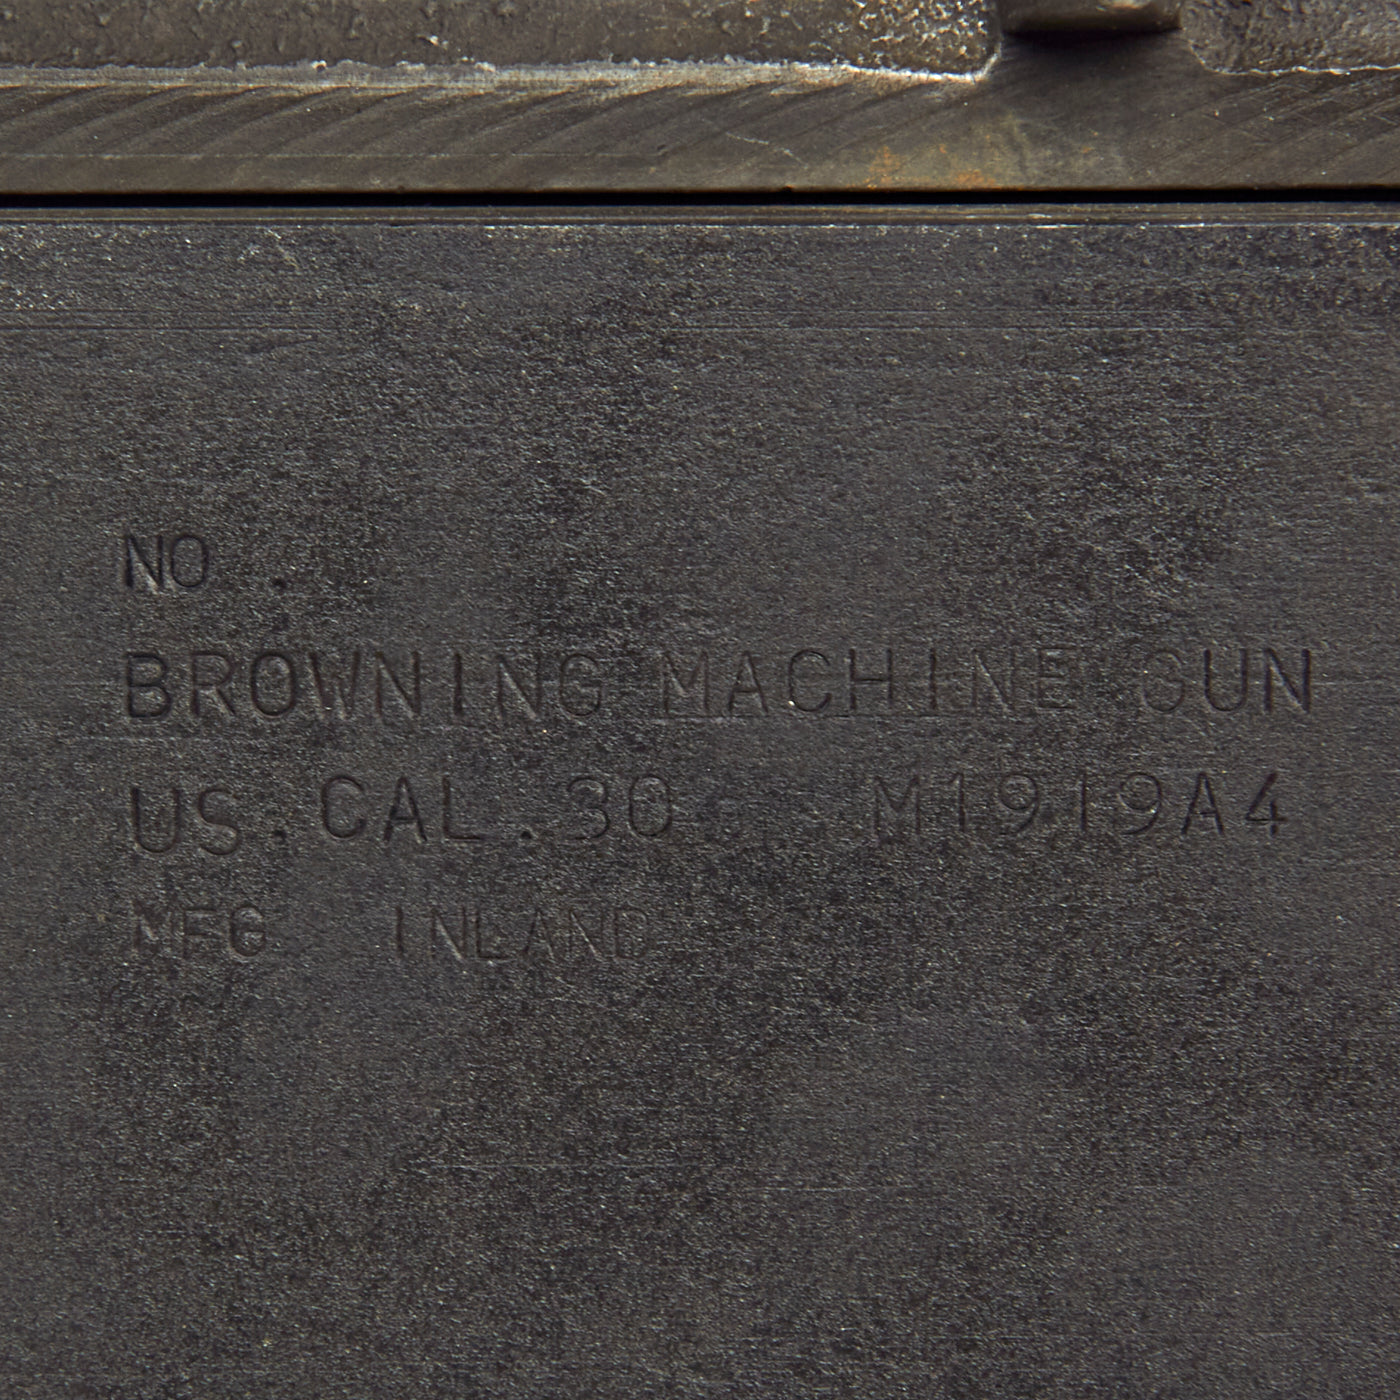 NO .
BROWNING MACHINE GUN
US. CAL .30 M1919A4
MFG INLAND